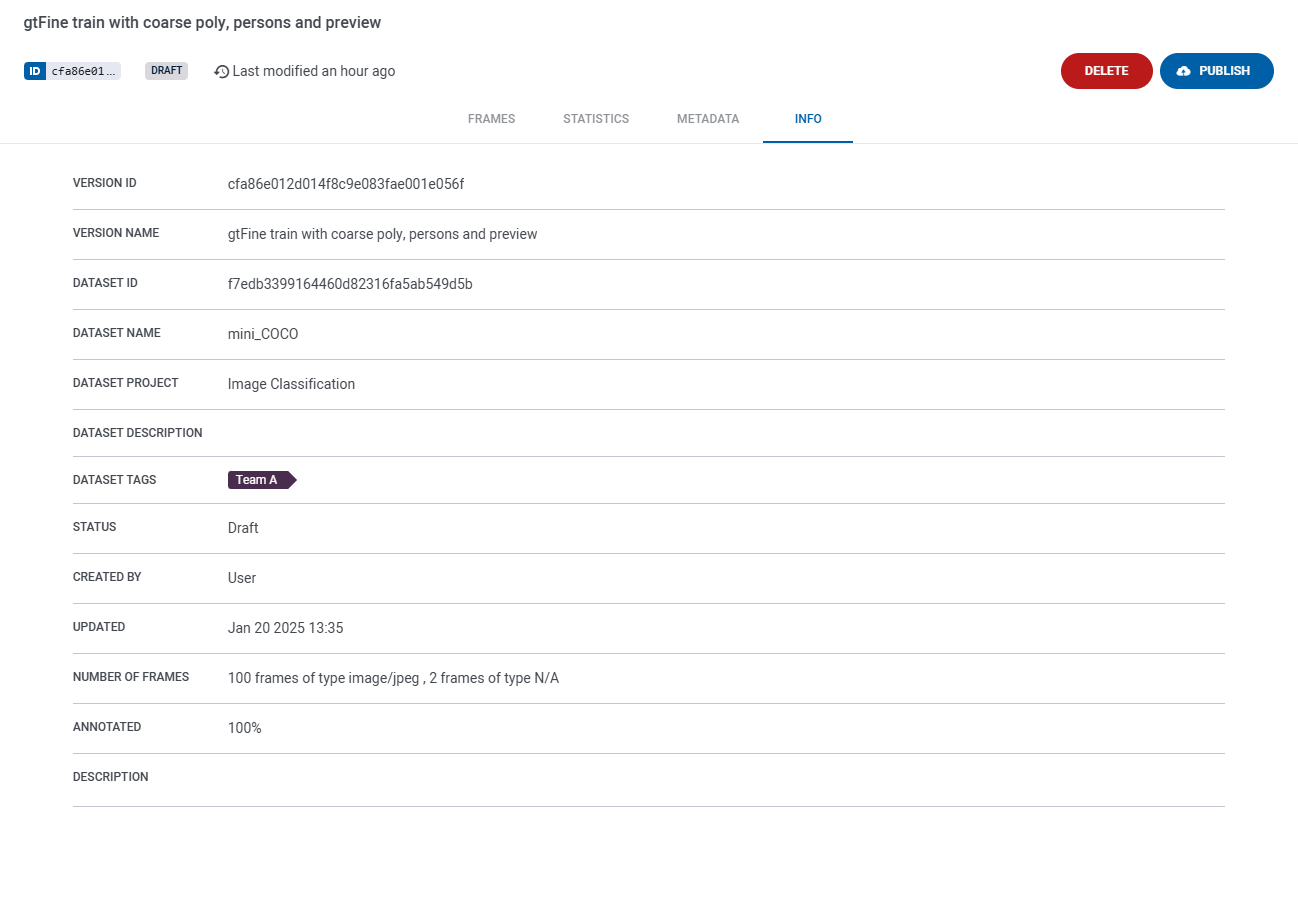 gtFine train with coarse poly, persons and preview
ID cfa86e01... DRAFT Last modified an hour ago DELETE PUBLISH
FRAMES STATISTICS METADATA INFO
VERSION ID cfa86e012d014f8c9e083fae001e056f
VERSION NAME gtFine train with coarse poly, persons and preview
DATASET ID f7edb3399164460d82316fa5ab549d5b
DATASET NAME mini_COCO
DATASET PROJECT Image Classification
DATASET DESCRIPTION
DATASET TAGS Team A
STATUS Draft
CREATED BY User
UPDATED Jan 20 2025 13:35
NUMBER OF FRAMES 100 frames of type image/jpeg , 2 frames of type N/A
ANNOTATED 100%
DESCRIPTION